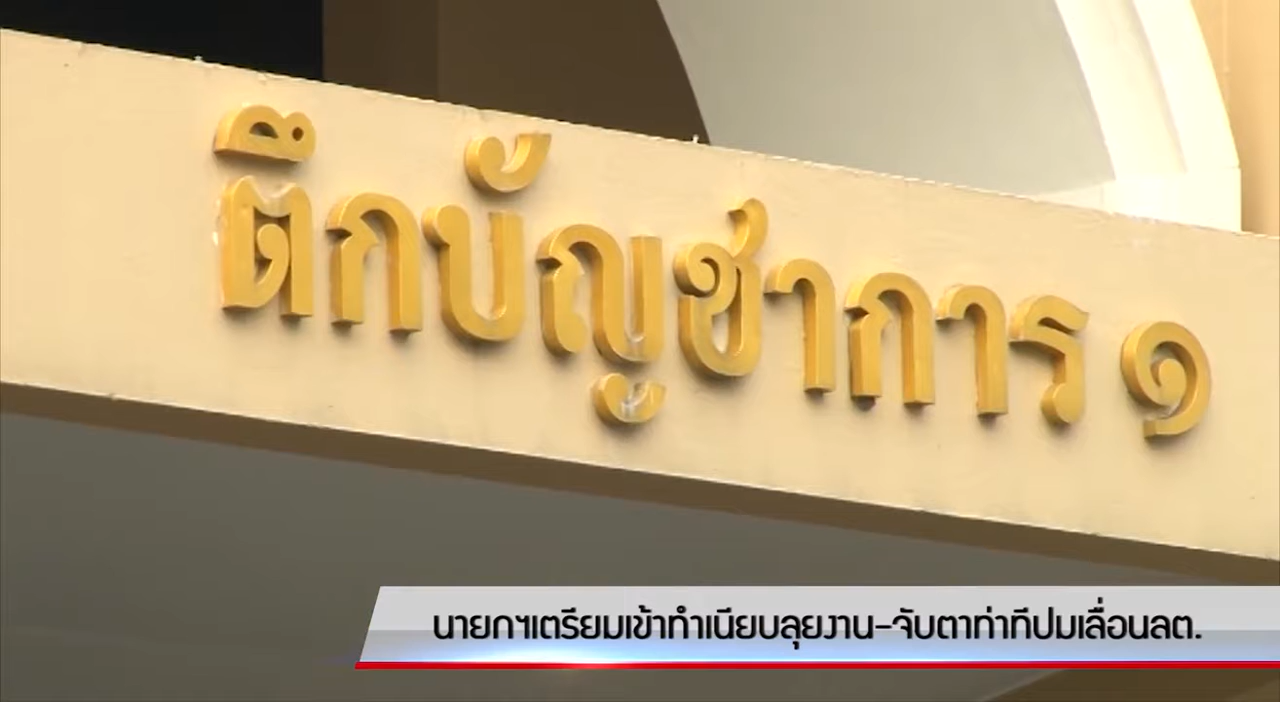 ตึกบัญชาการ ๑
นายกฯเตรียมเข้าทำเนียบลุยงาน-จับตาท่าทีปมเลื่อนลต.